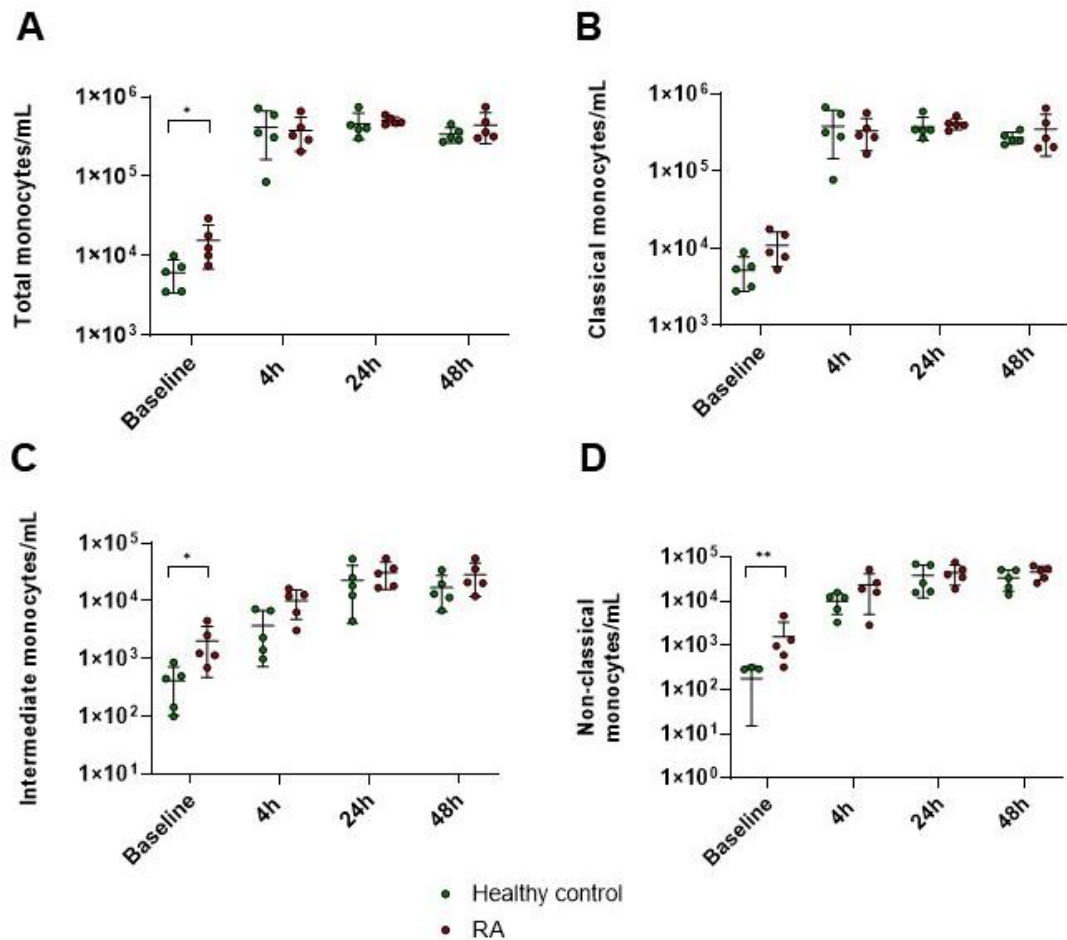 A
Total monocytes/mL
1×10⁶
1×10⁵
1×10⁴
1×10³
*
Baseline
4h
24h
48h
B
Classical monocytes/mL
1×10⁶
1×10⁵
1×10⁴
1×10³
Baseline
4h
24h
48h
C
Intermediate monocytes/mL
1×10⁵
1×10⁴
1×10³
1×10²
1×10¹
*
Baseline
4h
24h
48h
D
Non-classical
monocytes/mL
1×10⁵
1×10⁴
1×10³
1×10²
1×10¹
1×10⁰
**
Baseline
4h
24h
48h
Healthy control
RA